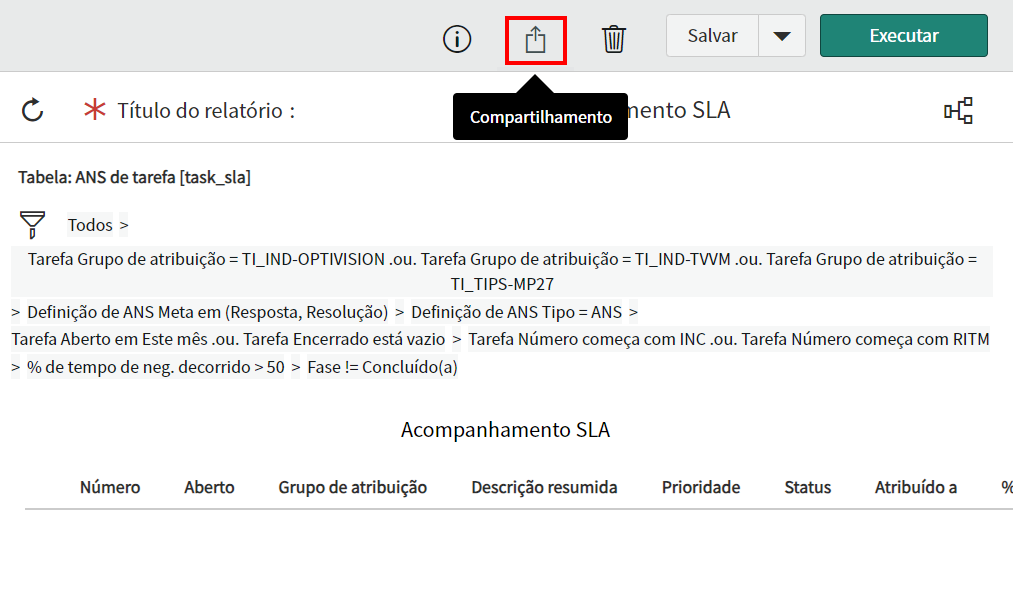 Salvar
Executar
Título do relatório :
mento SLA
Compartilhamento
Tabela: ANS de tarefa [task_sla]
Todos >
Tarefa Grupo de atribuição = TI_IND-OPTIVISION .ou. Tarefa Grupo de atribuição = TI_IND-TVVM .ou. Tarefa Grupo de atribuição =
TI_TIPS-MP27
> Definição de ANS Meta em (Resposta, Resolução) > Definição de ANS Tipo = ANS >
Tarefa Aberto em Este mês .ou. Tarefa Encerrado está vazio > Tarefa Número começa com INC .ou. Tarefa Número começa com RITM
> % de tempo de neg. decorrido > 50 > Fase != Concluído(a)
Acompanhamento SLA
Número Aberto Grupo de atribuição Descrição resumida Prioridade Status Atribuído a %